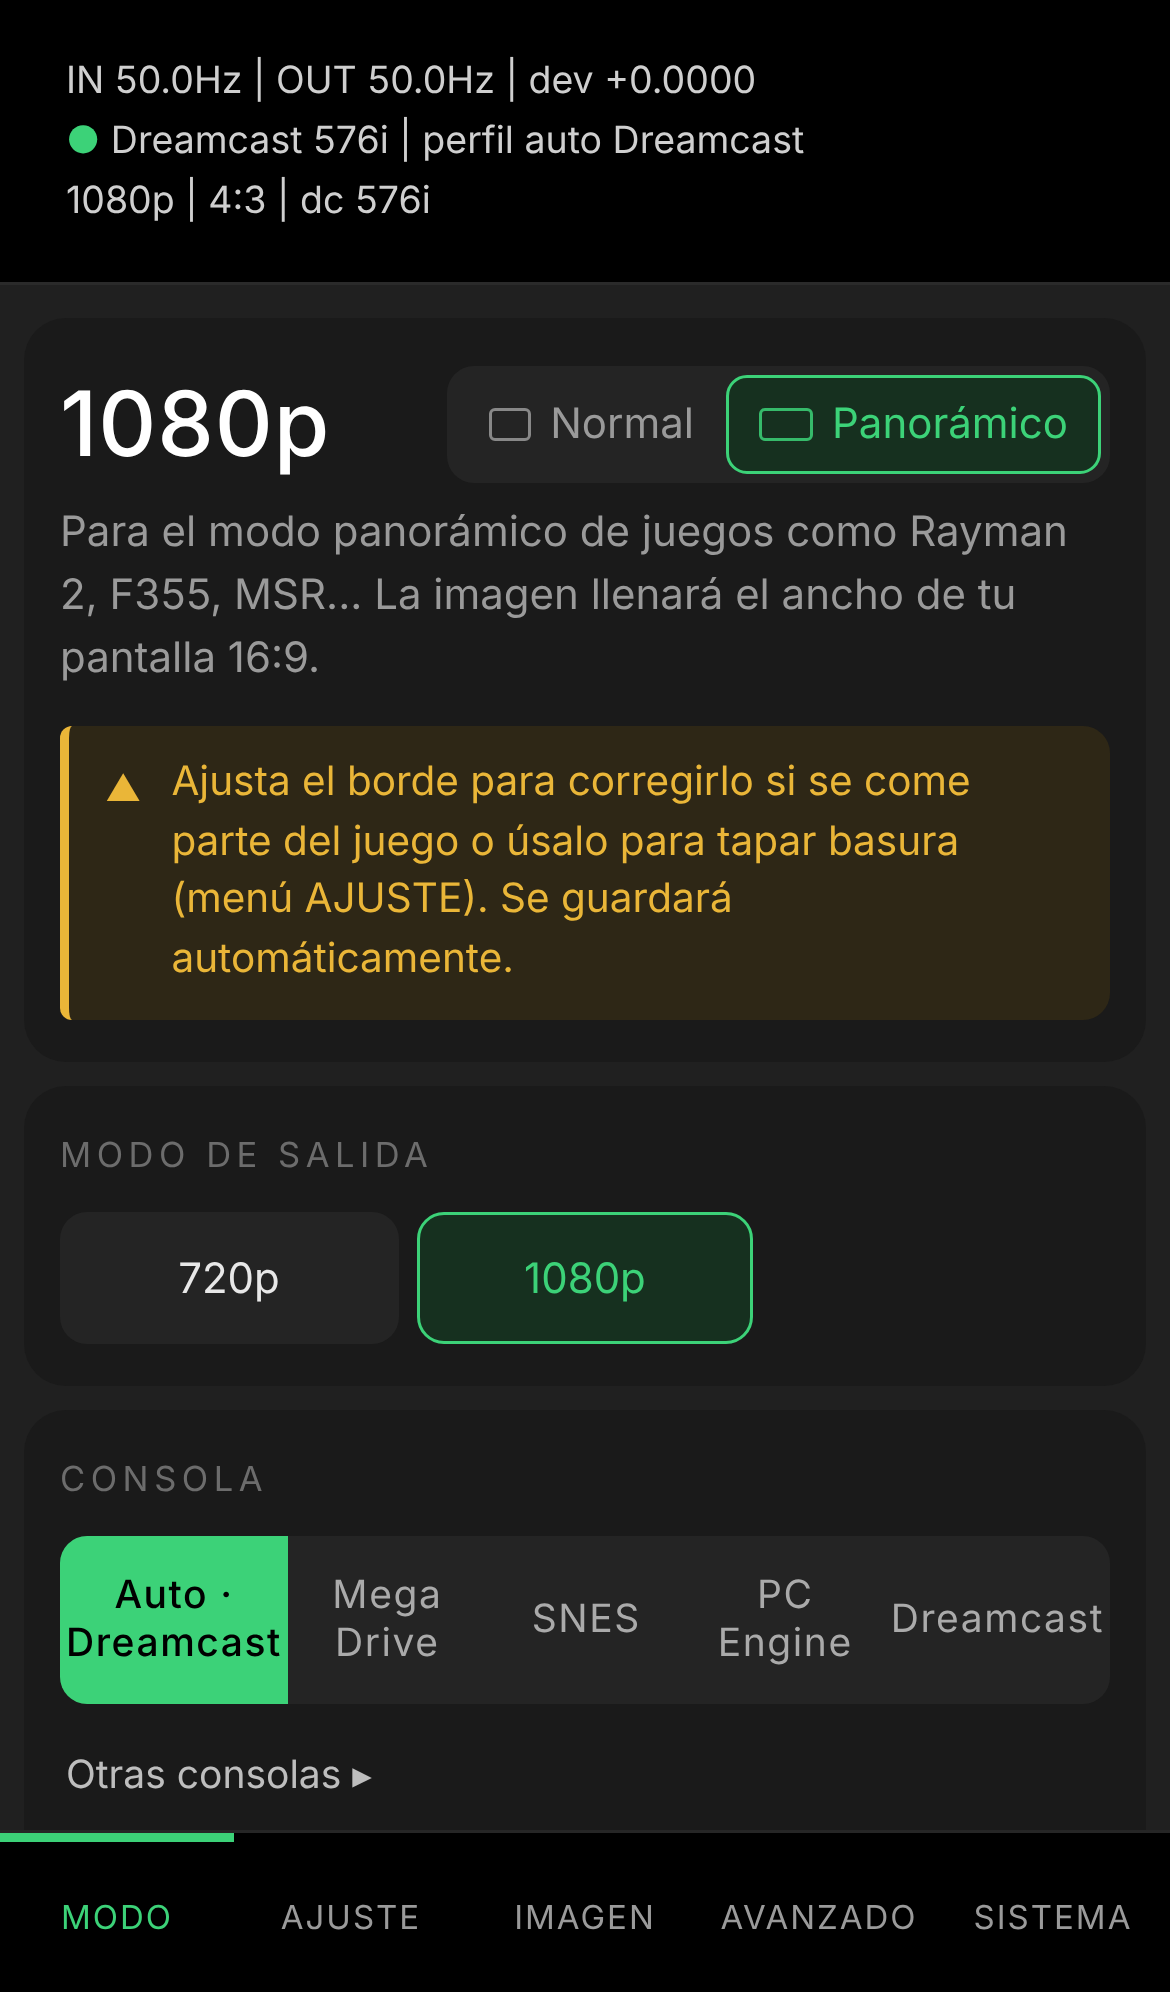 IN 50.0Hz | OUT 50.0Hz | dev +0.0000
Dreamcast 576i | perfil auto Dreamcast
1080p | 4:3 | dc 576i
1080p
Normal
Panorámico
Para el modo panorámico de juegos como Rayman
2, F355, MSR... La imagen llenará el ancho de tu
pantalla 16:9.
Ajusta el borde para corregirlo si se come
parte del juego o úsalo para tapar basura
(menú AJUSTE). Se guardará
automáticamente.
MODO DE SALIDA
720p
1080p
CONSOLA
Auto ·
Dreamcast
Mega
Drive
SNES
PC
Engine
Dreamcast
Otras consolas ▸
MODO
AJUSTE
IMAGEN
AVANZADO
SISTEMA